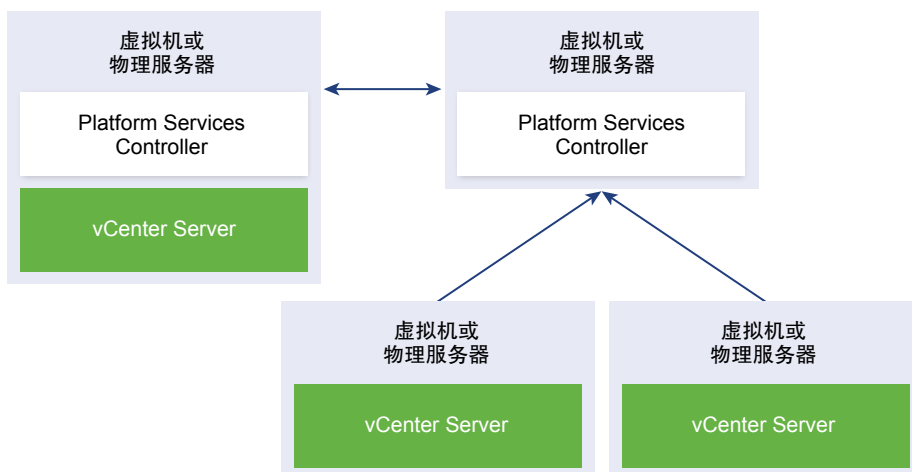 虚拟机或
物理服务器
Platform Services
Controller
vCenter Server
虚拟机或
物理服务器
Platform Services
Controller
虚拟机或
物理服务器
vCenter Server
虚拟机或
物理服务器
vCenter Server